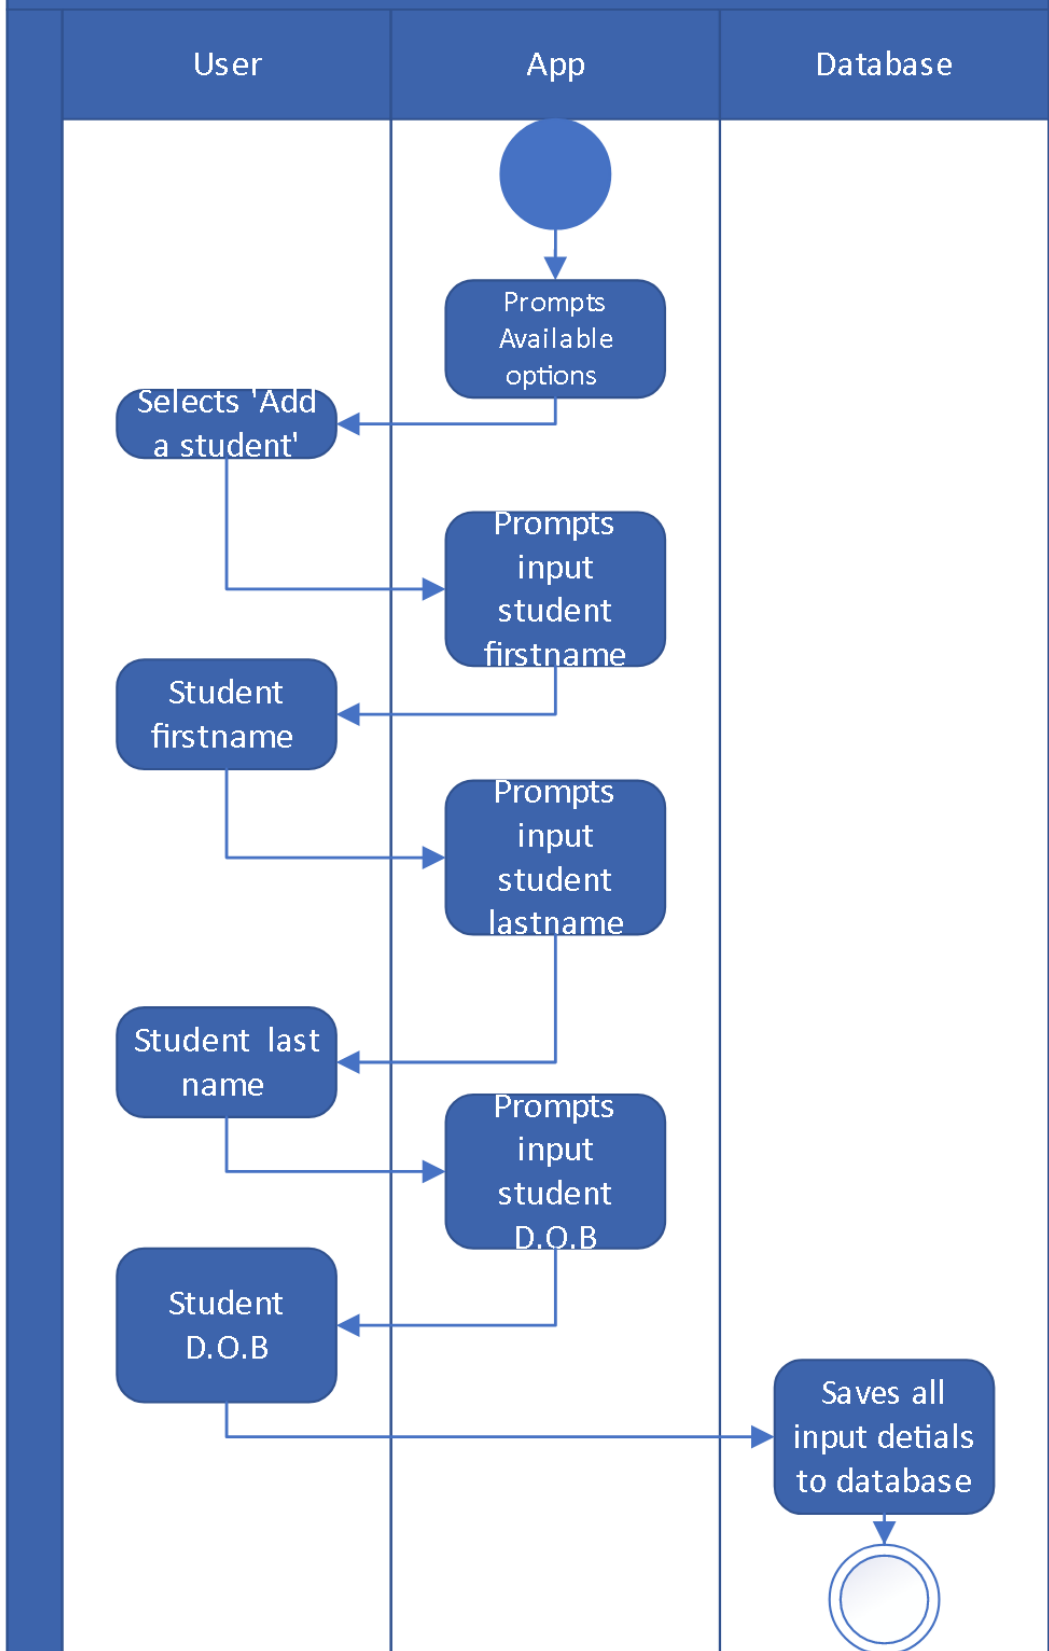 User
App
Database
Prompts
Available
options
Selects 'Add
a student'
Prompts
input
student
firstname
Student
firstname
Prompts
input
student
lastname
Student last
name
Prompts
input
student
D.O.B
Student
D.O.B
Saves all
input detials
to database